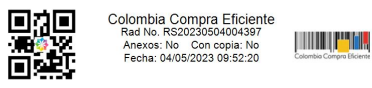 Colombia Compra Eficiente
Rad No. RS20230504004397
Anexos: No Con copia: No
Fecha: 04/05/2023 09:52:20
Colombia Compra Eficiente